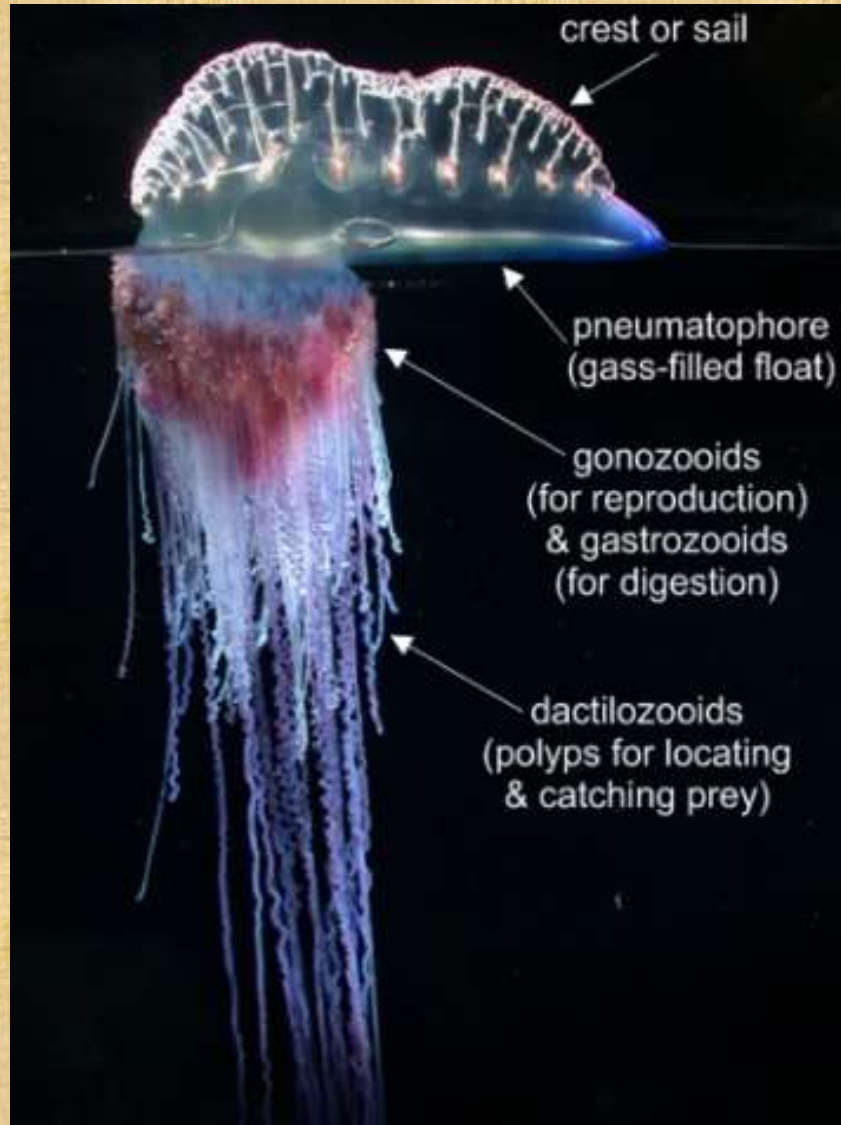 crest or sail
pneumatophore
(gass-filled float)
gonozooids
(for reproduction)
& gastrozooids
(for digestion)
dactilozooids
(polyps for locating
& catching prey)